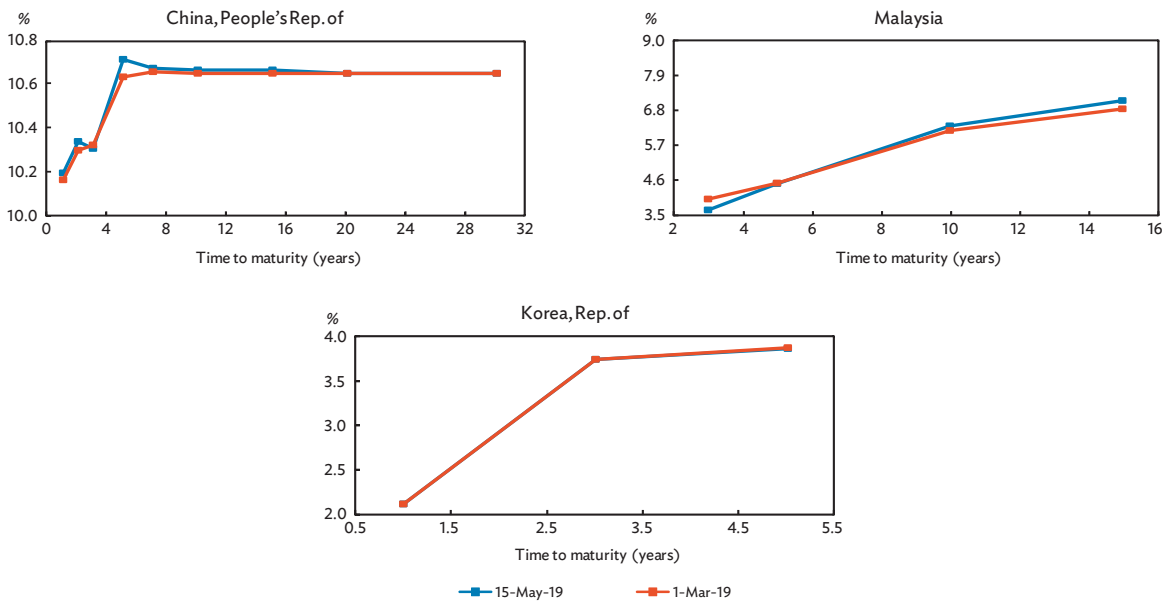 China, People's Rep. of
%
10.8
10.6
10.4
10.2
10.0
0 4 8 12 16 20 24 28 32
Time to maturity (years)
Malaysia
%
9.0
7.9
6.8
5.7
4.6
3.5
2 4 6 8 10 12 14 16
Time to maturity (years)
Korea, Rep. of
%
4.0
3.5
3.0
2.5
2.0
0.5 1.5 2.5 3.5 4.5 5.5
Time to maturity (years)
15-May-19 1-Mar-19